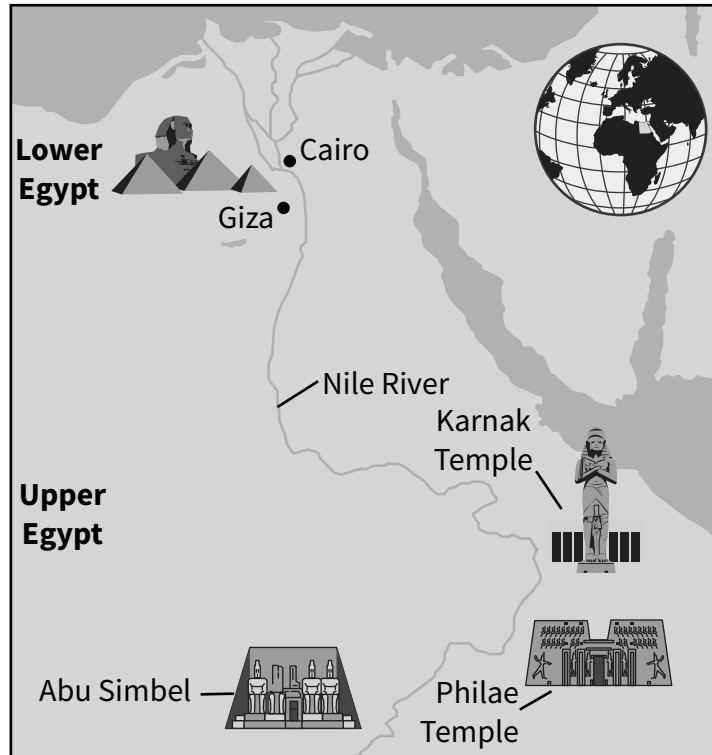 Lower
Egypt
Cairo
Giza
Nile River
Karnak
Temple
Upper
Egypt
Abu Simbel
Philae
Temple